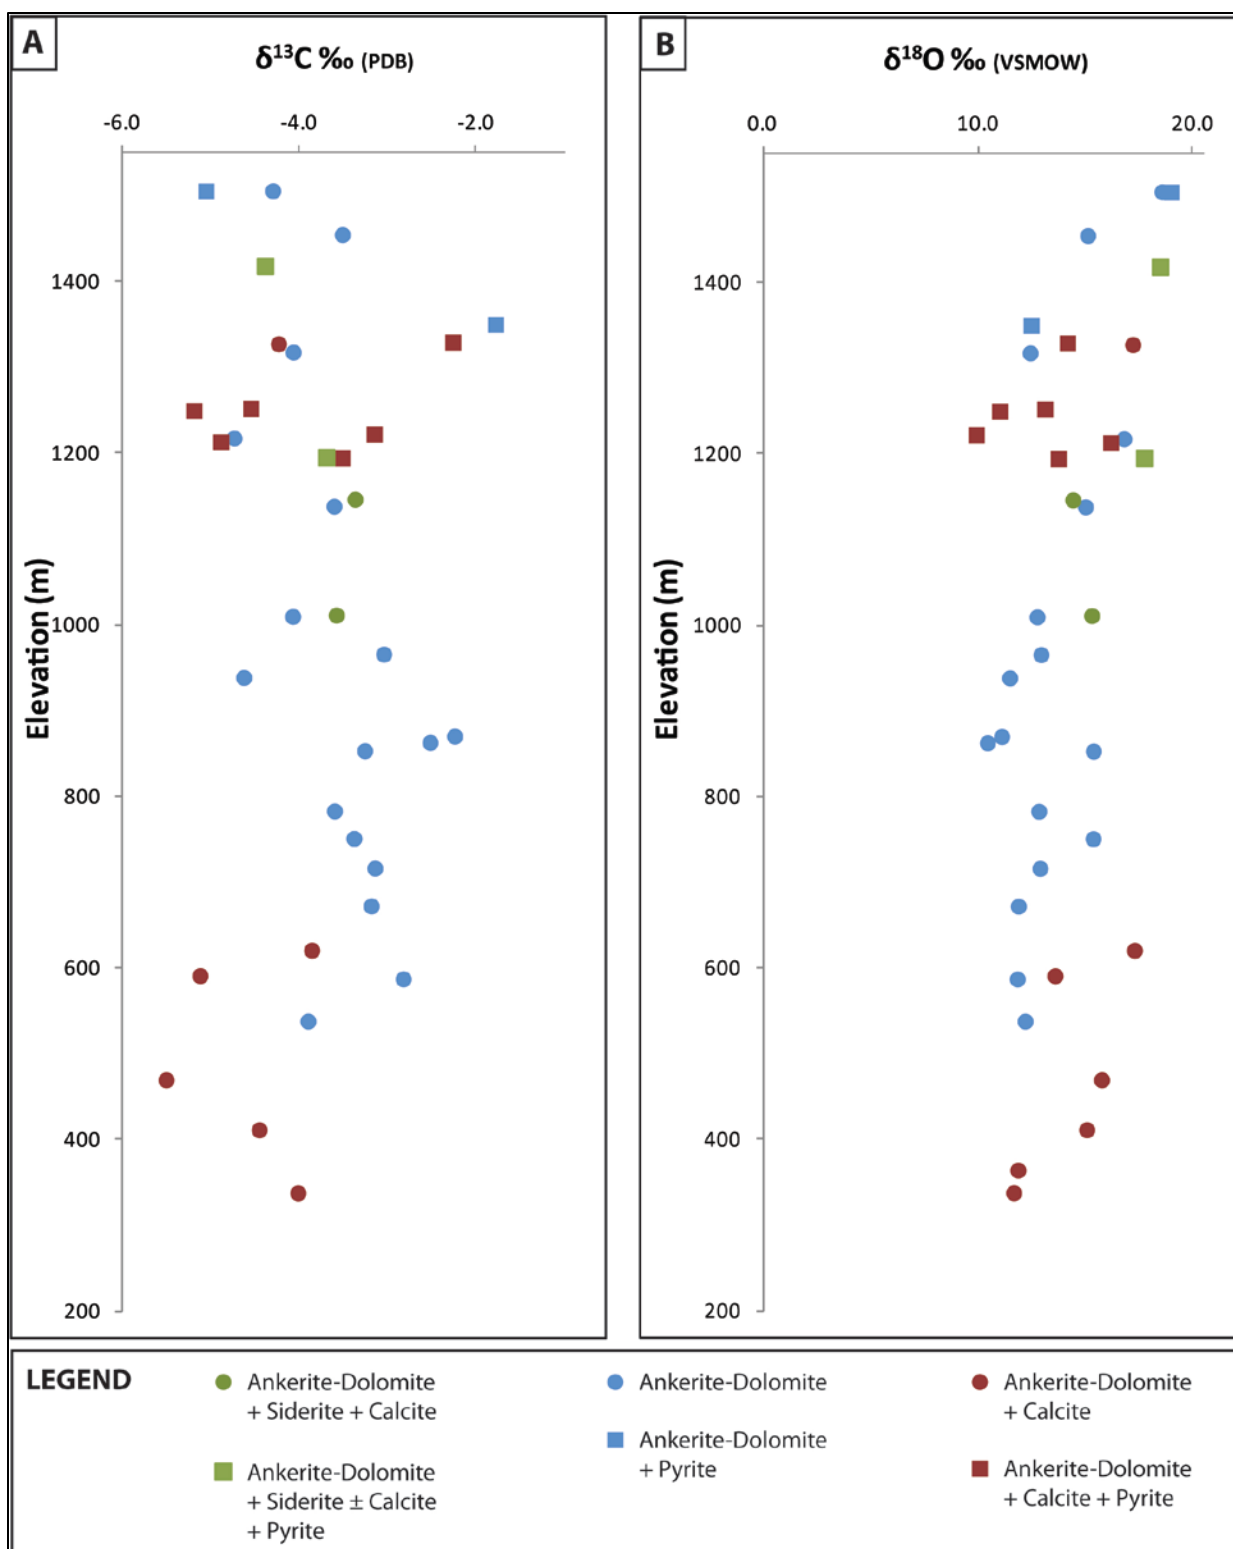 A
δ13C ‰ (PDB)
-6.0 -4.0 -2.0
1400
1200
1000
800
600
400
200
Elevation (m)
B
δ18O ‰ (VSMOW)
0.0 10.0 20.0
1400
1200
1000
800
600
400
200
Elevation (m)
LEGEND
Ankerite-Dolomite
+ Siderite + Calcite
Ankerite-Dolomite
+ Siderite ± Calcite
+ Pyrite
Ankerite-Dolomite
Ankerite-Dolomite
+ Pyrite
Ankerite-Dolomite
+ Calcite
Ankerite-Dolomite
+ Calcite + Pyrite